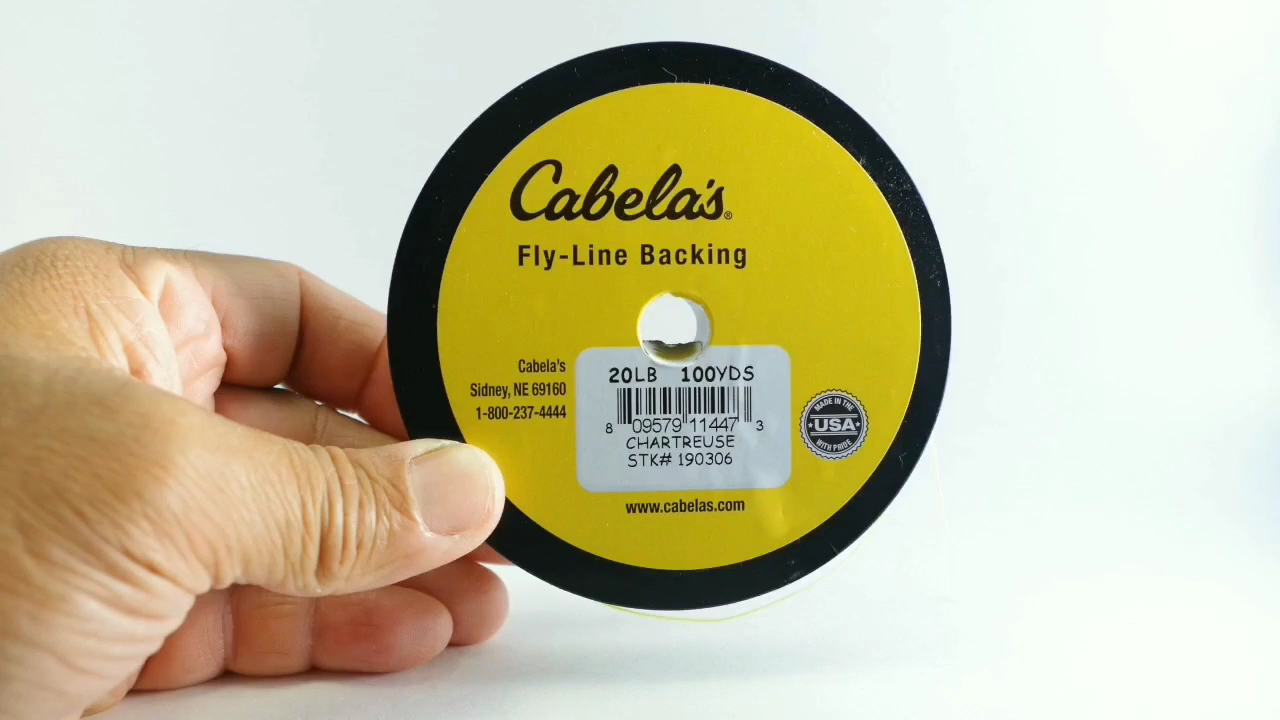 Cabela's®
Fly-Line Backing
Cabela's
Sidney, NE 69160
1-800-237-4444
20LB 100YDS
8 09579 11447 3
CHARTREUSE
STK# 190306
MADE IN THE
USA
WITH PRIDE
www.cabelas.com